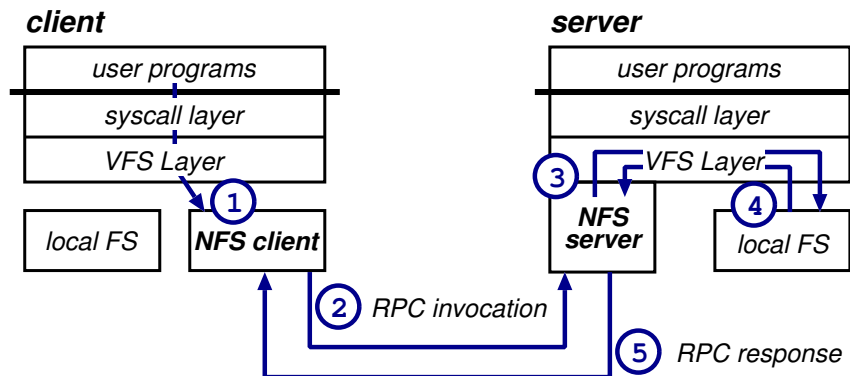 client
user programs
syscall layer
VFS Layer
1
local FS
NFS client
2
RPC invocation
server
user programs
syscall layer
VFS Layer
3
NFS
server
4
local FS
5
RPC response